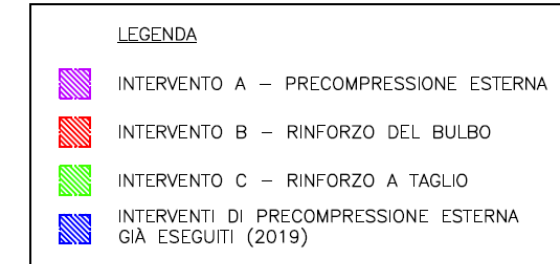 LEGENDA
INTERVENTO A – PRECOMPRESSIONE ESTERNA
INTERVENTO B – RINFORZO DEL BULBO
INTERVENTO C – RINFORZO A TAGLIO
INTERVENTI DI PRECOMPRESSIONE ESTERNA
GIÀ ESEGUITI (2019)